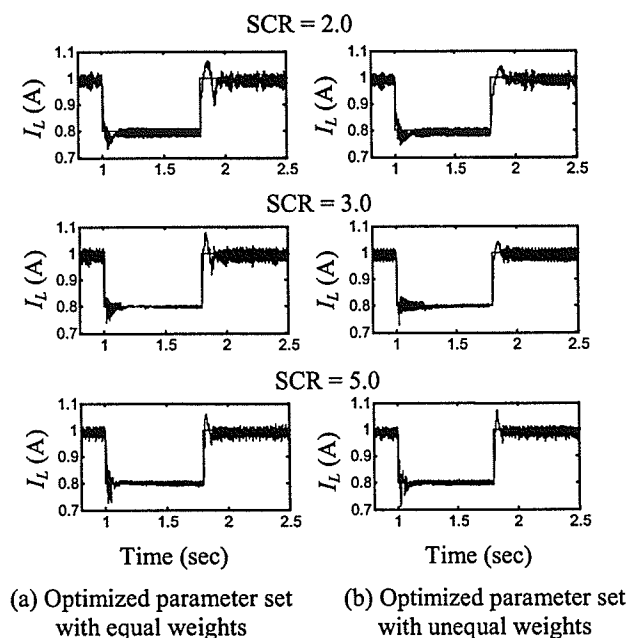 SCR = 2.0
1.1
1
0.9
0.8
0.7
I_L (A)
1 1.5 2 2.5
1.1
1
0.9
0.8
0.7
I_L (A)
1 1.5 2 2.5
SCR = 3.0
1.1
1
0.9
0.8
0.7
I_L (A)
1 1.5 2 2.5
1.1
1
0.9
0.8
0.7
I_L (A)
1 1.5 2 2.5
SCR = 5.0
1.1
1
0.9
0.8
0.7
I_L (A)
1 1.5 2 2.5
1.1
1
0.9
0.8
0.7
I_L (A)
1 1.5 2 2.5
Time (sec) Time (sec)
(a) Optimized parameter set
with equal weights
(b) Optimized parameter set
with unequal weights